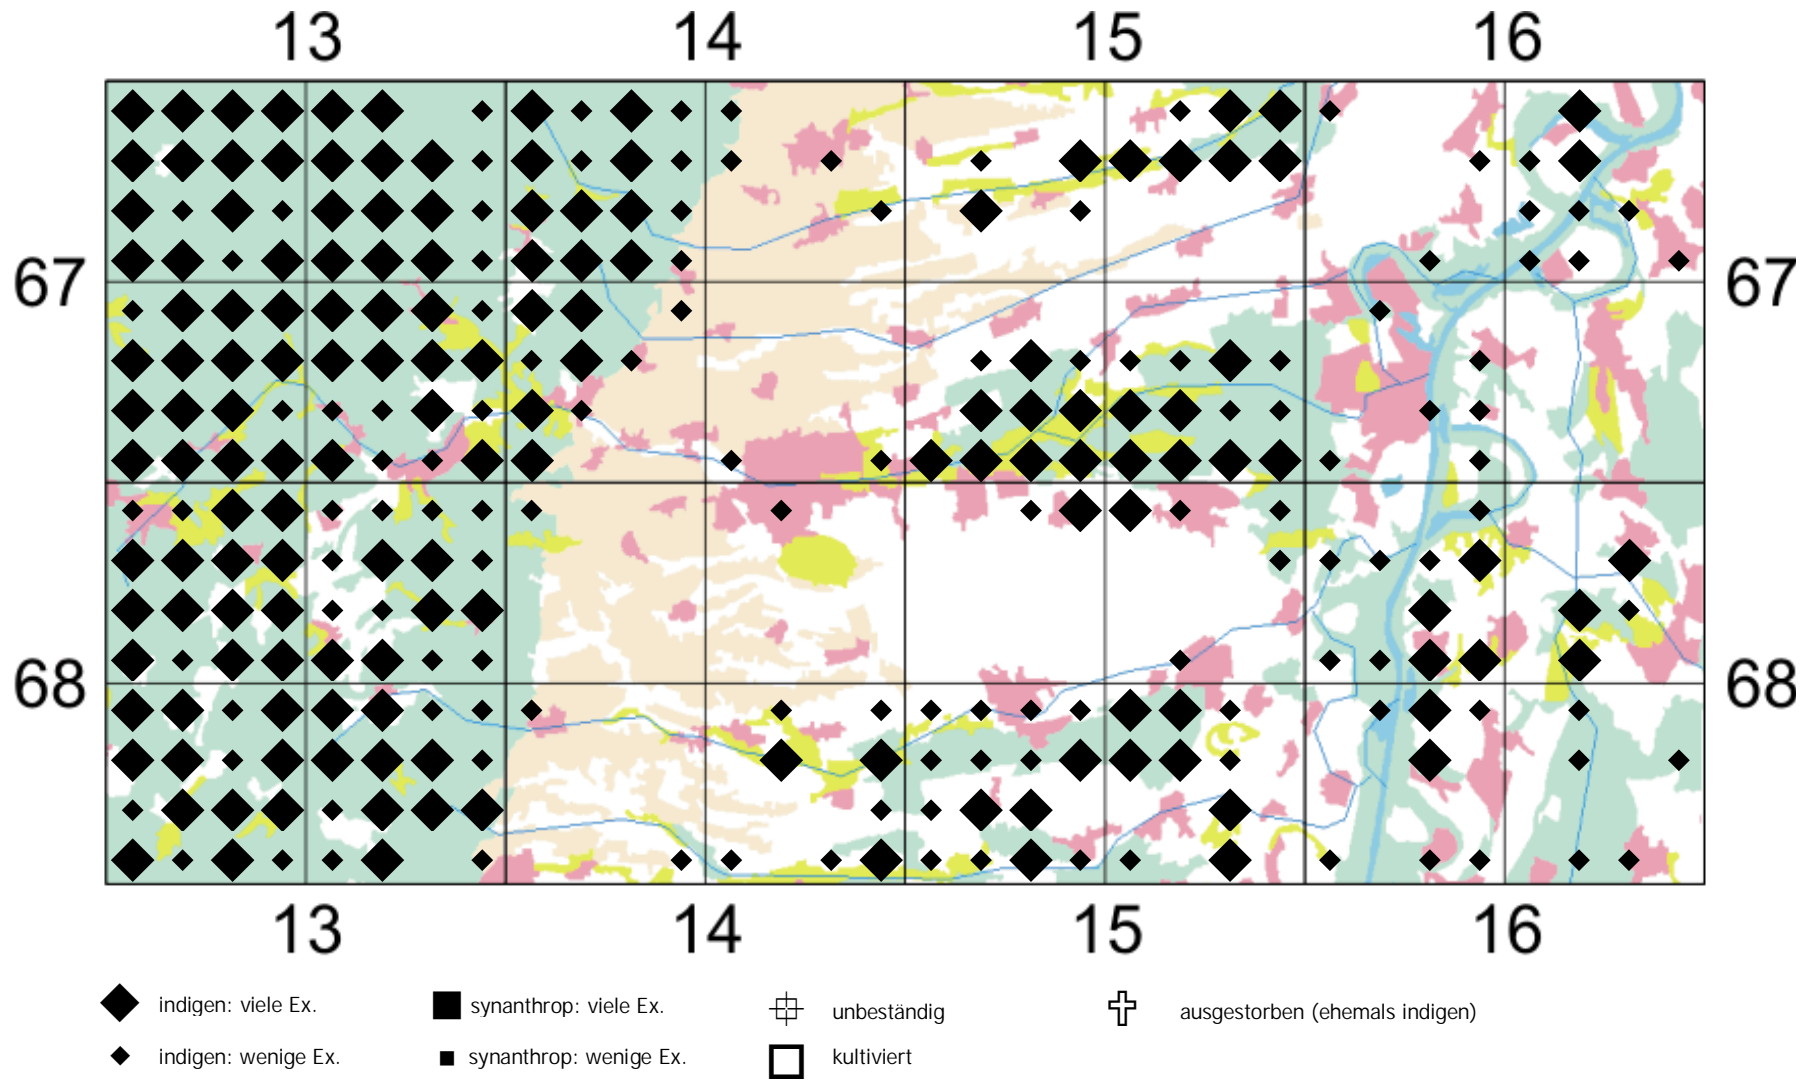 13 14 15 16
67 67
68 68
13 14 15 16
indigen: viele Ex. synanthrop: viele Ex. unbeständig ausgestorben (ehemals indigen)
indigen: wenige Ex. synanthrop: wenige Ex. kultiviert